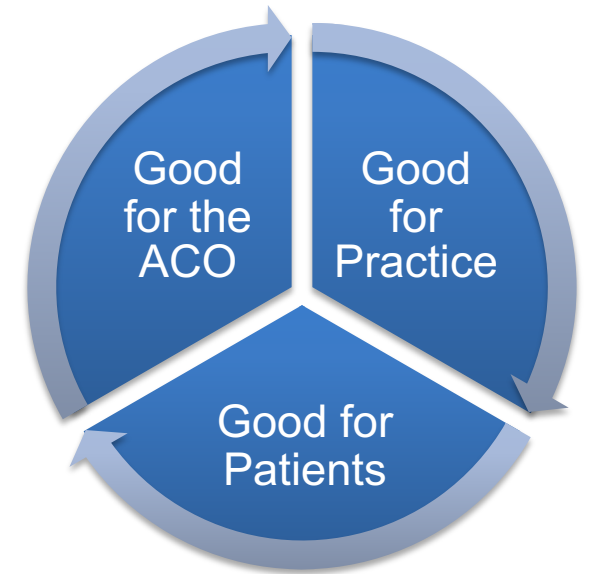 Good
for the
ACO
Good
for
Practice
Good for
Patients